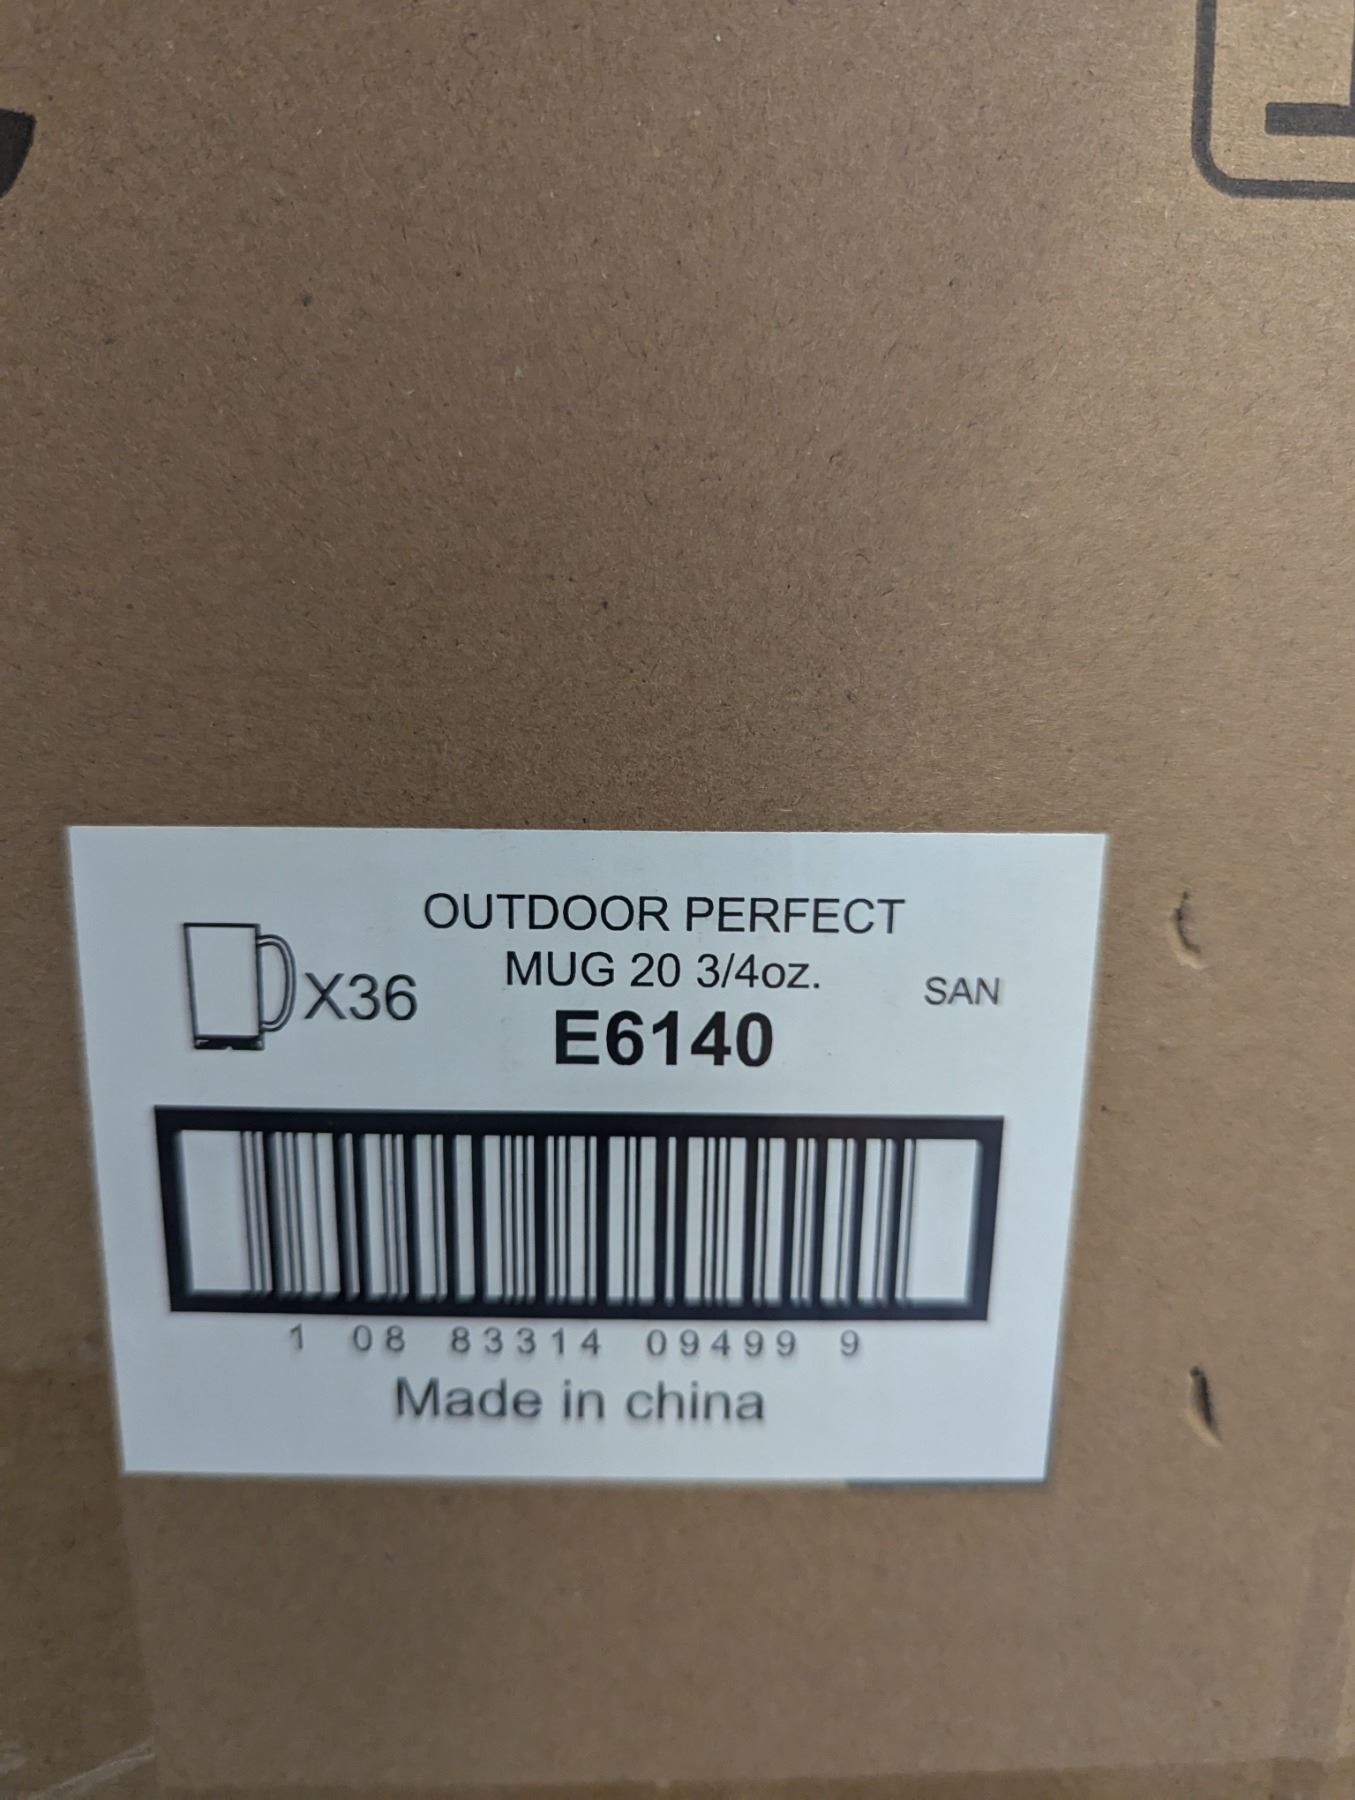 OUTDOOR PERFECT
MUG 20 3/4oz.
X36
SAN
E6140
1 08 83314 09499 9
Made in china